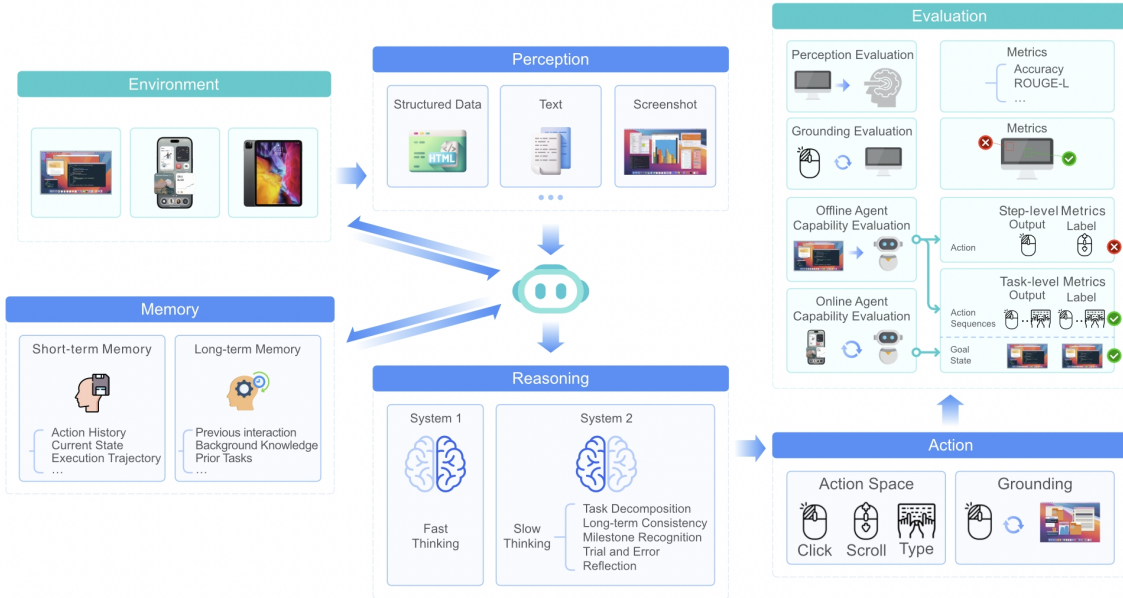 Environment
Perception
Structured Data
HTML
Text
Screenshot
...
Memory
Short-term Memory
Action History
Current State
Execution Trajectory
...
Long-term Memory
Previous interaction
Background Knowledge
Prior Tasks
...
Reasoning
System 1
Fast
Thinking
System 2
Slow
Thinking
Task Decomposition
Long-term Consistency
Milestone Recognition
Trial and Error
Reflection
Action
Action Space
Click
Scroll
Type
Grounding
Evaluation
Perception Evaluation
Metrics
Accuracy
ROUGE-L
...
Grounding Evaluation
Metrics
Offline Agent
Capability Evaluation
Step-level Metrics
Output
Label
Action
Task-level Metrics
Output
Label
Action
Sequences
..
..
Online Agent
Capability Evaluation
Goal
State